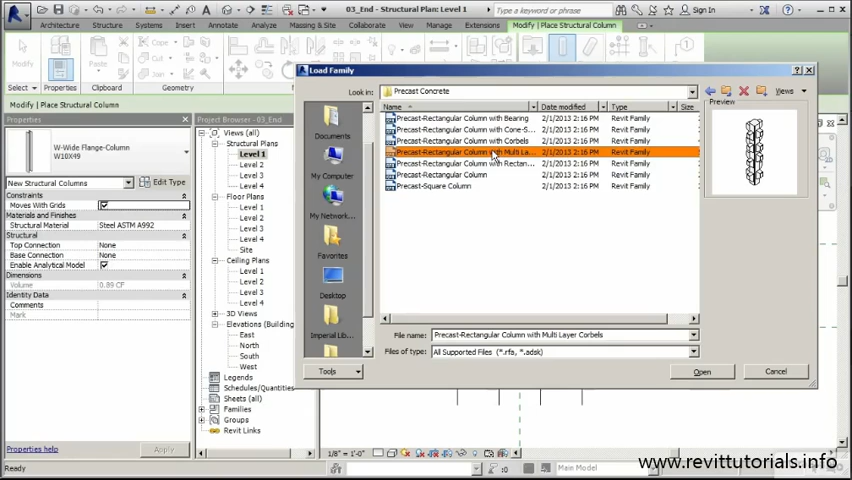 03_End - Structural Plan: Level 1
Type a keyword or phrase
Sign In
Architecture Structure Systems Insert Annotate Analyze Massing & Site Collaborate View Manage Extensions Modify | Place Structural Column
Modify
Properties
Paste
Select
Properties
Clipboard
Geometry
Modify | Place Structural Column
Properties
W-Wide Flange-Column
W10X49
New Structural Columns
Edit Type
Constraints
Moves With Grids
Materials and Finishes
Structural Material Steel ASTM A992
Top Connection None
Base Connection None
Enable Analytical Model
Dimensions
Volume 0.89 CF
Identity Data
Comments
Mark
Properties help
Apply
Project Browser - 03_End
Views (all)
Structural Plans
Level 1
Level 2
Level 3
Level 4
Floor Plans
Level 1
Level 2
Level 3
Level 4
Site
Ceiling Plans
Level 1
Level 2
Level 3
Level 4
3D Views
Elevations (Building
East
North
South
West
Legends
Schedules/Quantities
Sheets (all)
Families
Groups
Revit Links
Load Family
Look in: Precast Concrete
Views
Documents
My Computer
My Network...
Favorites
Desktop
Imperial Lib...
Name Date modified Type Size
Precast-Rectangular Column with Bearing 2/1/2013 2:16 PM Revit Family
Precast-Rectangular Column with Cone-S... 2/1/2013 2:16 PM Revit Family
Precast-Rectangular Column with Corbels 2/1/2013 2:16 PM Revit Family
Precast-Rectangular Column with Multi La... 2/1/2013 2:16 PM Revit Family
Precast-Rectangular Column with Rectan... 2/1/2013 2:16 PM Revit Family
Precast-Rectangular Column 2/1/2013 2:16 PM Revit Family
Precast-Square Column 2/1/2013 2:16 PM Revit Family
Preview
File name: Precast-Rectangular Column with Multi Layer Corbels
Files of type: All Supported Files (*.rfa, *.adsk)
Tools
Open
Cancel
1/8" = 1'-0"
Ready
:0
Main Model
www.revittutorials.info